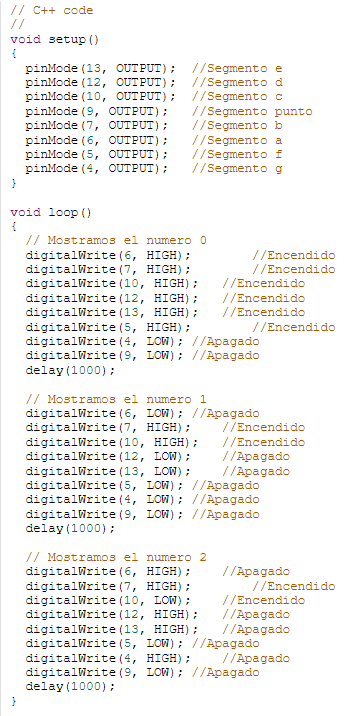 // C++ code
//
void setup()
{
  pinMode(13, OUTPUT);  //Segmento e
  pinMode(12, OUTPUT);  //Segmento d
  pinMode(10, OUTPUT);  //Segmento c
  pinMode(9, OUTPUT);   //Segmento punto
  pinMode(7, OUTPUT);   //Segmento b
  pinMode(6, OUTPUT);   //Segmento a
  pinMode(5, OUTPUT);   //Segmento f
  pinMode(4, OUTPUT);   //Segmento g
}

void loop()
{
  // Mostramos el numero 0
  digitalWrite(6, HIGH);        //Encendido
  digitalWrite(7, HIGH);        //Encendido
  digitalWrite(10, HIGH);   //Encendido
  digitalWrite(12, HIGH);   //Encendido
  digitalWrite(13, HIGH);   //Encendido
  digitalWrite(5, HIGH);        //Encendido
  digitalWrite(4, LOW); //Apagado
  digitalWrite(9, LOW); //Apagado
  delay(1000);

  // Mostramos el numero 1
  digitalWrite(6, LOW); //Apagado
  digitalWrite(7, HIGH);    //Encendido
  digitalWrite(10, HIGH);   //Encendido
  digitalWrite(12, LOW);    //Apagado
  digitalWrite(13, LOW);    //Apagado
  digitalWrite(5, LOW); //Apagado
  digitalWrite(4, LOW); //Apagado
  digitalWrite(9, LOW); //Apagado
  delay(1000);

  // Mostramos el numero 2
  digitalWrite(6, HIGH);    //Apagado
  digitalWrite(7, HIGH);        //Encendido
  digitalWrite(10, LOW);    //Encendido
  digitalWrite(12, HIGH);   //Apagado
  digitalWrite(13, HIGH);   //Apagado
  digitalWrite(5, LOW); //Apagado
  digitalWrite(4, HIGH);    //Apagado
  digitalWrite(9, LOW); //Apagado
  delay(1000);
}